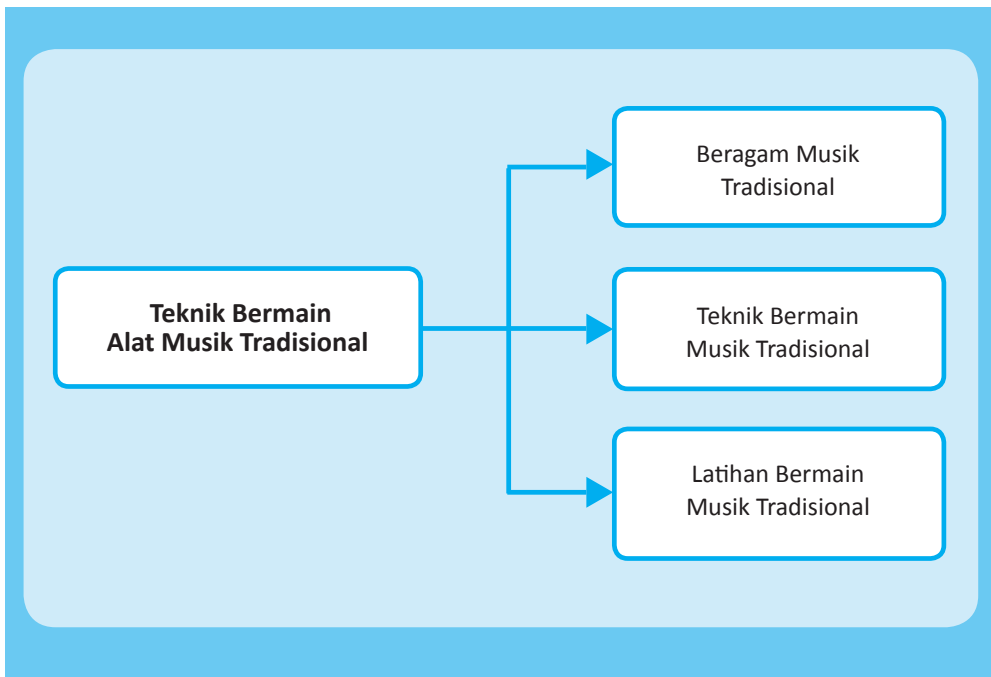 Teknik Bermain
Alat Musik Tradisional
Beragam Musik
Tradisional
Teknik Bermain
Musik Tradisional
Latihan Bermain
Musik Tradisional